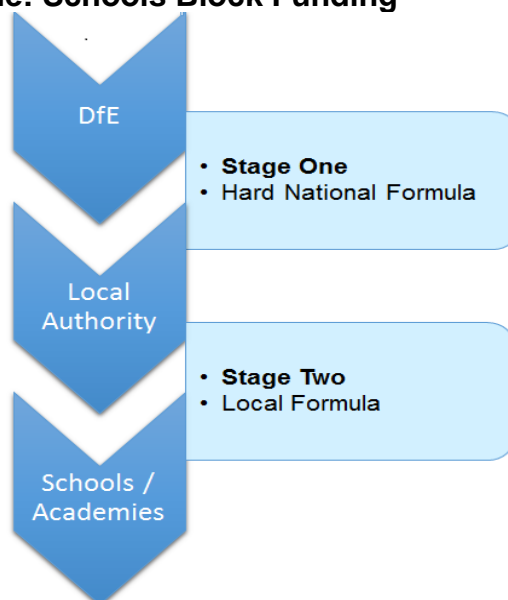 Schools Block Funding
DfE
• Stage One
• Hard National Formula
Local
Authority
• Stage Two
• Local Formula
Schools /
Academies